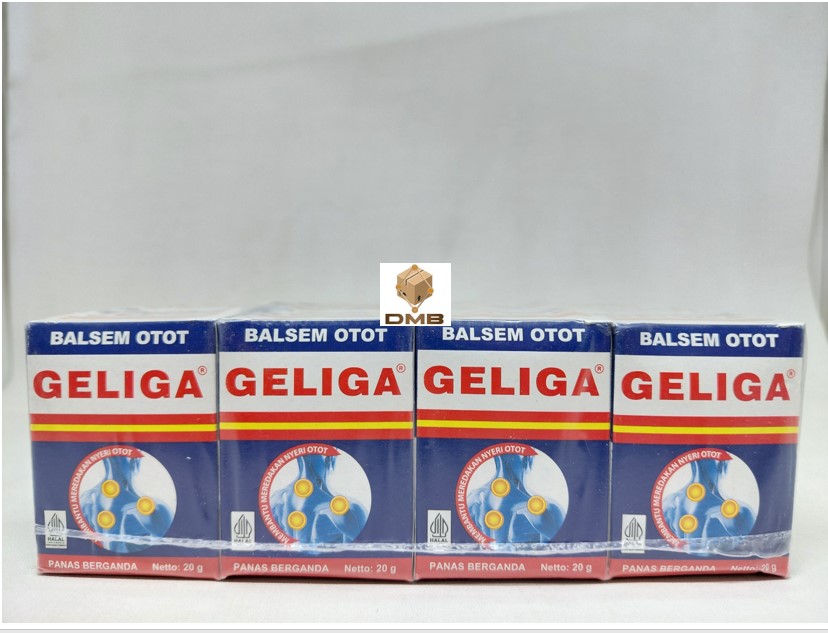 DMB
BALSEM OTOT
GELIGA®
MEMBANTU MEREDAKAN NYERI OTOT
HALAL
PANAS BERGANDA Netto: 20 g
BALSEM OTOT
GELIGA®
MEMBANTU MEREDAKAN NYERI OTOT
HALAL
PANAS BERGANDA Netto: 20 g
BALSEM OTOT
GELIGA®
MEMBANTU MEREDAKAN NYERI OTOT
HALAL
PANAS BERGANDA Netto: 20 g
BALSEM OTOT
GELIGA®
MEMBANTU MEREDAKAN NYERI OTOT
HALAL
PANAS BERGANDA Netto: 20 g